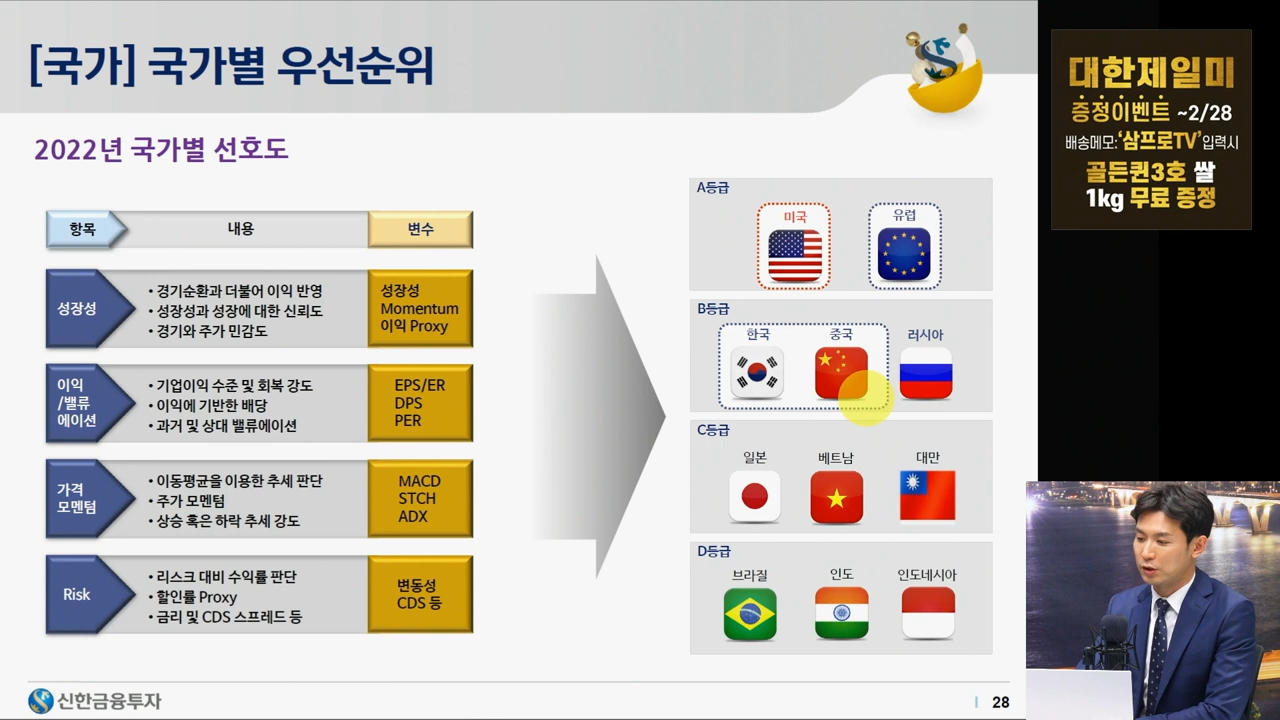 [국가] 국가별 우선순위
2022년 국가별 선호도
항목
내용
변수
성장성
• 경기순환과 더불어 이익 반영
• 성장성과 성장에 대한 신뢰도
• 경기와 주가 민감도
성장성
Momentum
이익 Proxy
이익
/밸류
에이션
• 기업이익 수준 및 회복 강도
• 이익에 기반한 배당
• 과거 및 상대 밸류에이션
EPS/ER
DPS
PER
가격
모멘텀
• 이동평균을 이용한 추세 판단
• 주가 모멘텀
• 상승 혹은 하락 추세 강도
MACD
STCH
ADX
Risk
• 리스크 대비 수익률 판단
• 할인률 Proxy
• 금리 및 CDS 스프레드 등
변동성
CDS 등
A등급
미국
유럽
B등급
한국
중국
러시아
C등급
일본
베트남
대만
D등급
브라질
인도
인도네시아
신한금융투자
28
대한제일미
증정이벤트 ~2/28
배송메모:‘삼프로TV’입력시
골든퀸3호 쌀
1kg 무료 증정